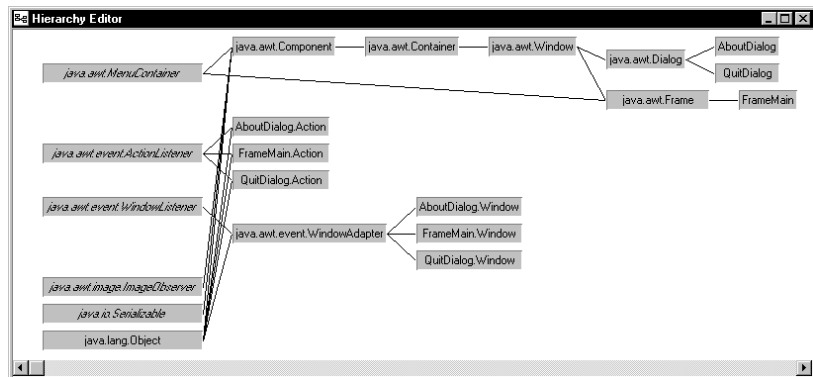 Hierarchy Editor
java.awt.Component
java.awt.Container
java.awt.Window
java.awt.Dialog
AboutDialog
QuitDialog
java.awt.MenuContainer
java.awt.Frame
FrameMain
AboutDialog.Action
java.awt.event.ActionListener
FrameMain.Action
QuitDialog.Action
java.awt.event.WindowListener
AboutDialog.Window
java.awt.event.WindowAdapter
FrameMain.Window
QuitDialog.Window
java.awt.image.ImageObserver
java.io.Serializable
java.lang.Object